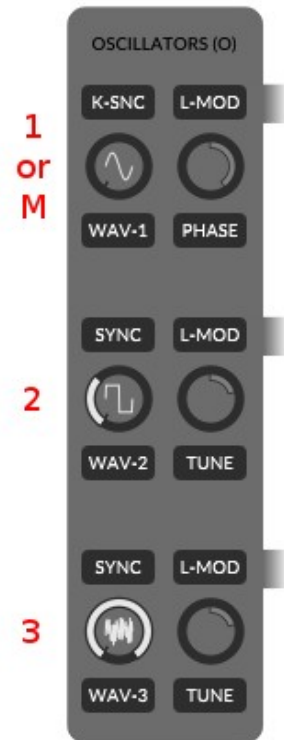 OSCILLATORS (O)
K-SNC L-MOD
1
or
M
WAV-1 PHASE
SYNC L-MOD
2
WAV-2 TUNE
SYNC L-MOD
3
WAV-3 TUNE